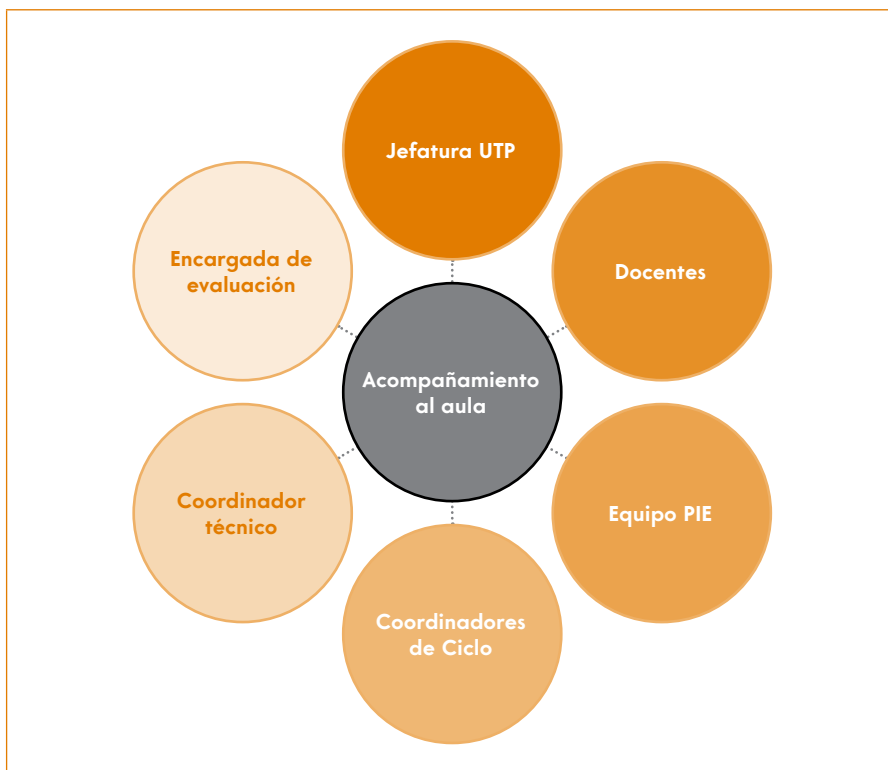 Jefatura UTP
Docentes
Equipo PIE
Coordinadores
de Ciclo
Coordinador
técnico
Encargada de
evaluación
Acompañamiento
al aula